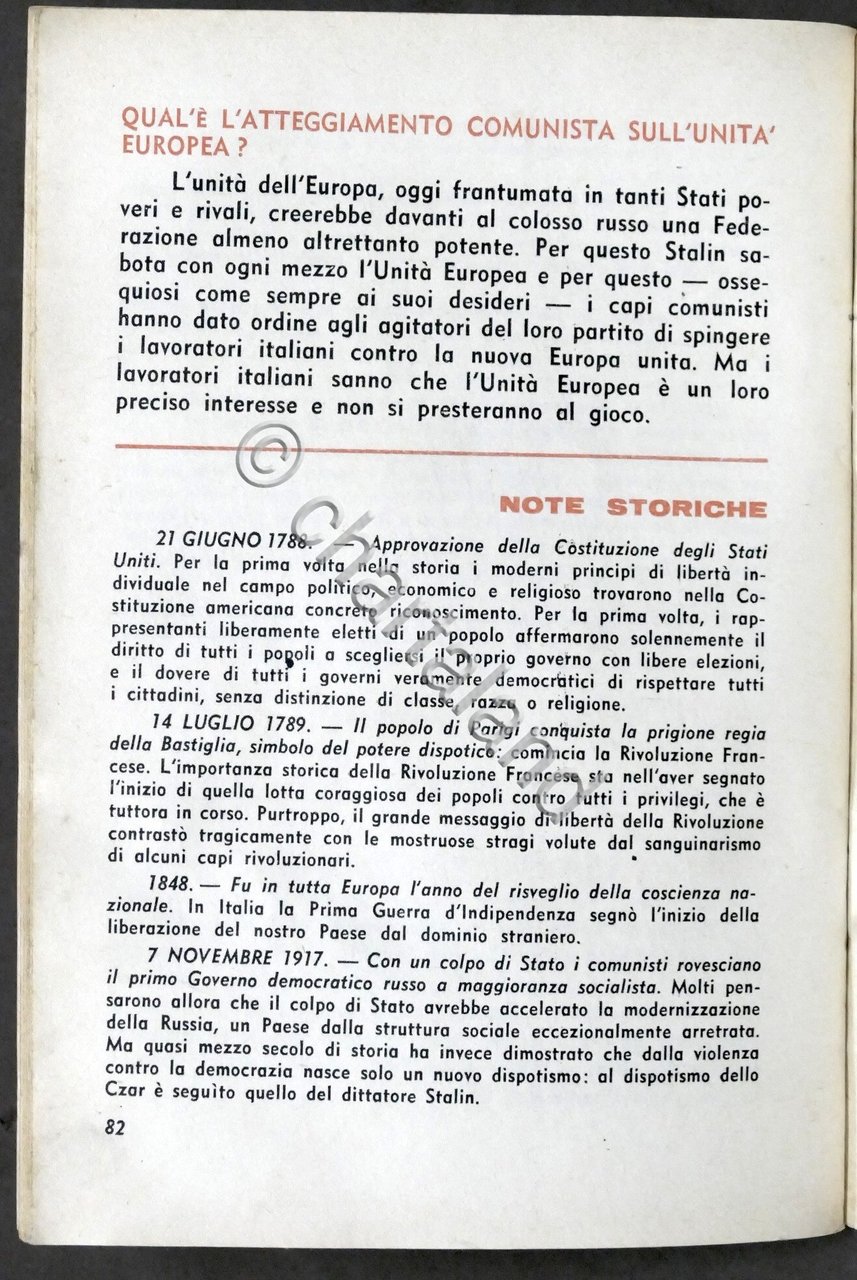 QUAL'È L'ATTEGGIAMENTO COMUNISTA SULL'UNITA'
EUROPEA?
L'unità dell'Europa, oggi frantumata in tanti Stati po-
veri e rivali, creerebbe davanti al colosso russo una Fede-
razione almeno altrettanto potente. Per questo Stalin sa-
bota con ogni mezzo l'Unità Europea e per questo — osse-
quiosi come sempre ai suoi desideri — i capi comunisti
hanno dato ordine agli agitatori del loro partito di spingere
i lavoratori italiani contro la nuova Europa unita. Ma i
lavoratori italiani sanno che l'Unità Europea è un loro
preciso interesse e non si presteranno al gioco.
NOTE STORICHE
21 GIUGNO 1788. — Approvazione della Costituzione degli Stati
Uniti. Per la prima volta nella storia i moderni principi di libertà in-
dividuale nel campo politico, economico e religioso trovarono nella Co-
stituzione americana concreto riconoscimento. Per la prima volta, i rap-
presentanti liberamente eletti di un popolo affermarono solennemente il
diritto di tutti i popoli a scegliersi il proprio governo con libere elezioni,
e il dovere di tutti i governi veramente democratici di rispettare tutti
i cittadini, senza distinzione di classe, razza o religione.
14 LUGLIO 1789. — Il popolo di Parigi conquista la prigione regia
della Bastiglia, simbolo del potere dispotico: comincia la Rivoluzione Fran-
cese. L'importanza storica della Rivoluzione Francese sta nell'aver segnato
l'inizio di quella lotta coraggiosa dei popoli contro tutti i privilegi, che è
tuttora in corso. Purtroppo, il grande messaggio di libertà della Rivoluzione
contrastò tragicamente con le mostruose stragi volute dal sanguinarismo
di alcuni capi rivoluzionari.
1848. — Fu in tutta Europa l'anno del risveglio della coscienza na-
zionale. In Italia la Prima Guerra d'Indipendenza segnò l'inizio della
liberazione del nostro Paese dal dominio straniero.
7 NOVEMBRE 1917. — Con un colpo di Stato i comunisti rovesciano
il primo Governo democratico russo a maggioranza socialista. Molti pen-
sarono allora che il colpo di Stato avrebbe accelerato la modernizzazione
della Russia, un Paese dalla struttura sociale eccezionalmente arretrata.
Ma quasi mezzo secolo di storia ha invece dimostrato che dalla violenza
contro la democrazia nasce solo un nuovo dispotismo: al dispotismo dello
Czar è seguìto quello del dittatore Stalin.
82
© chartaland